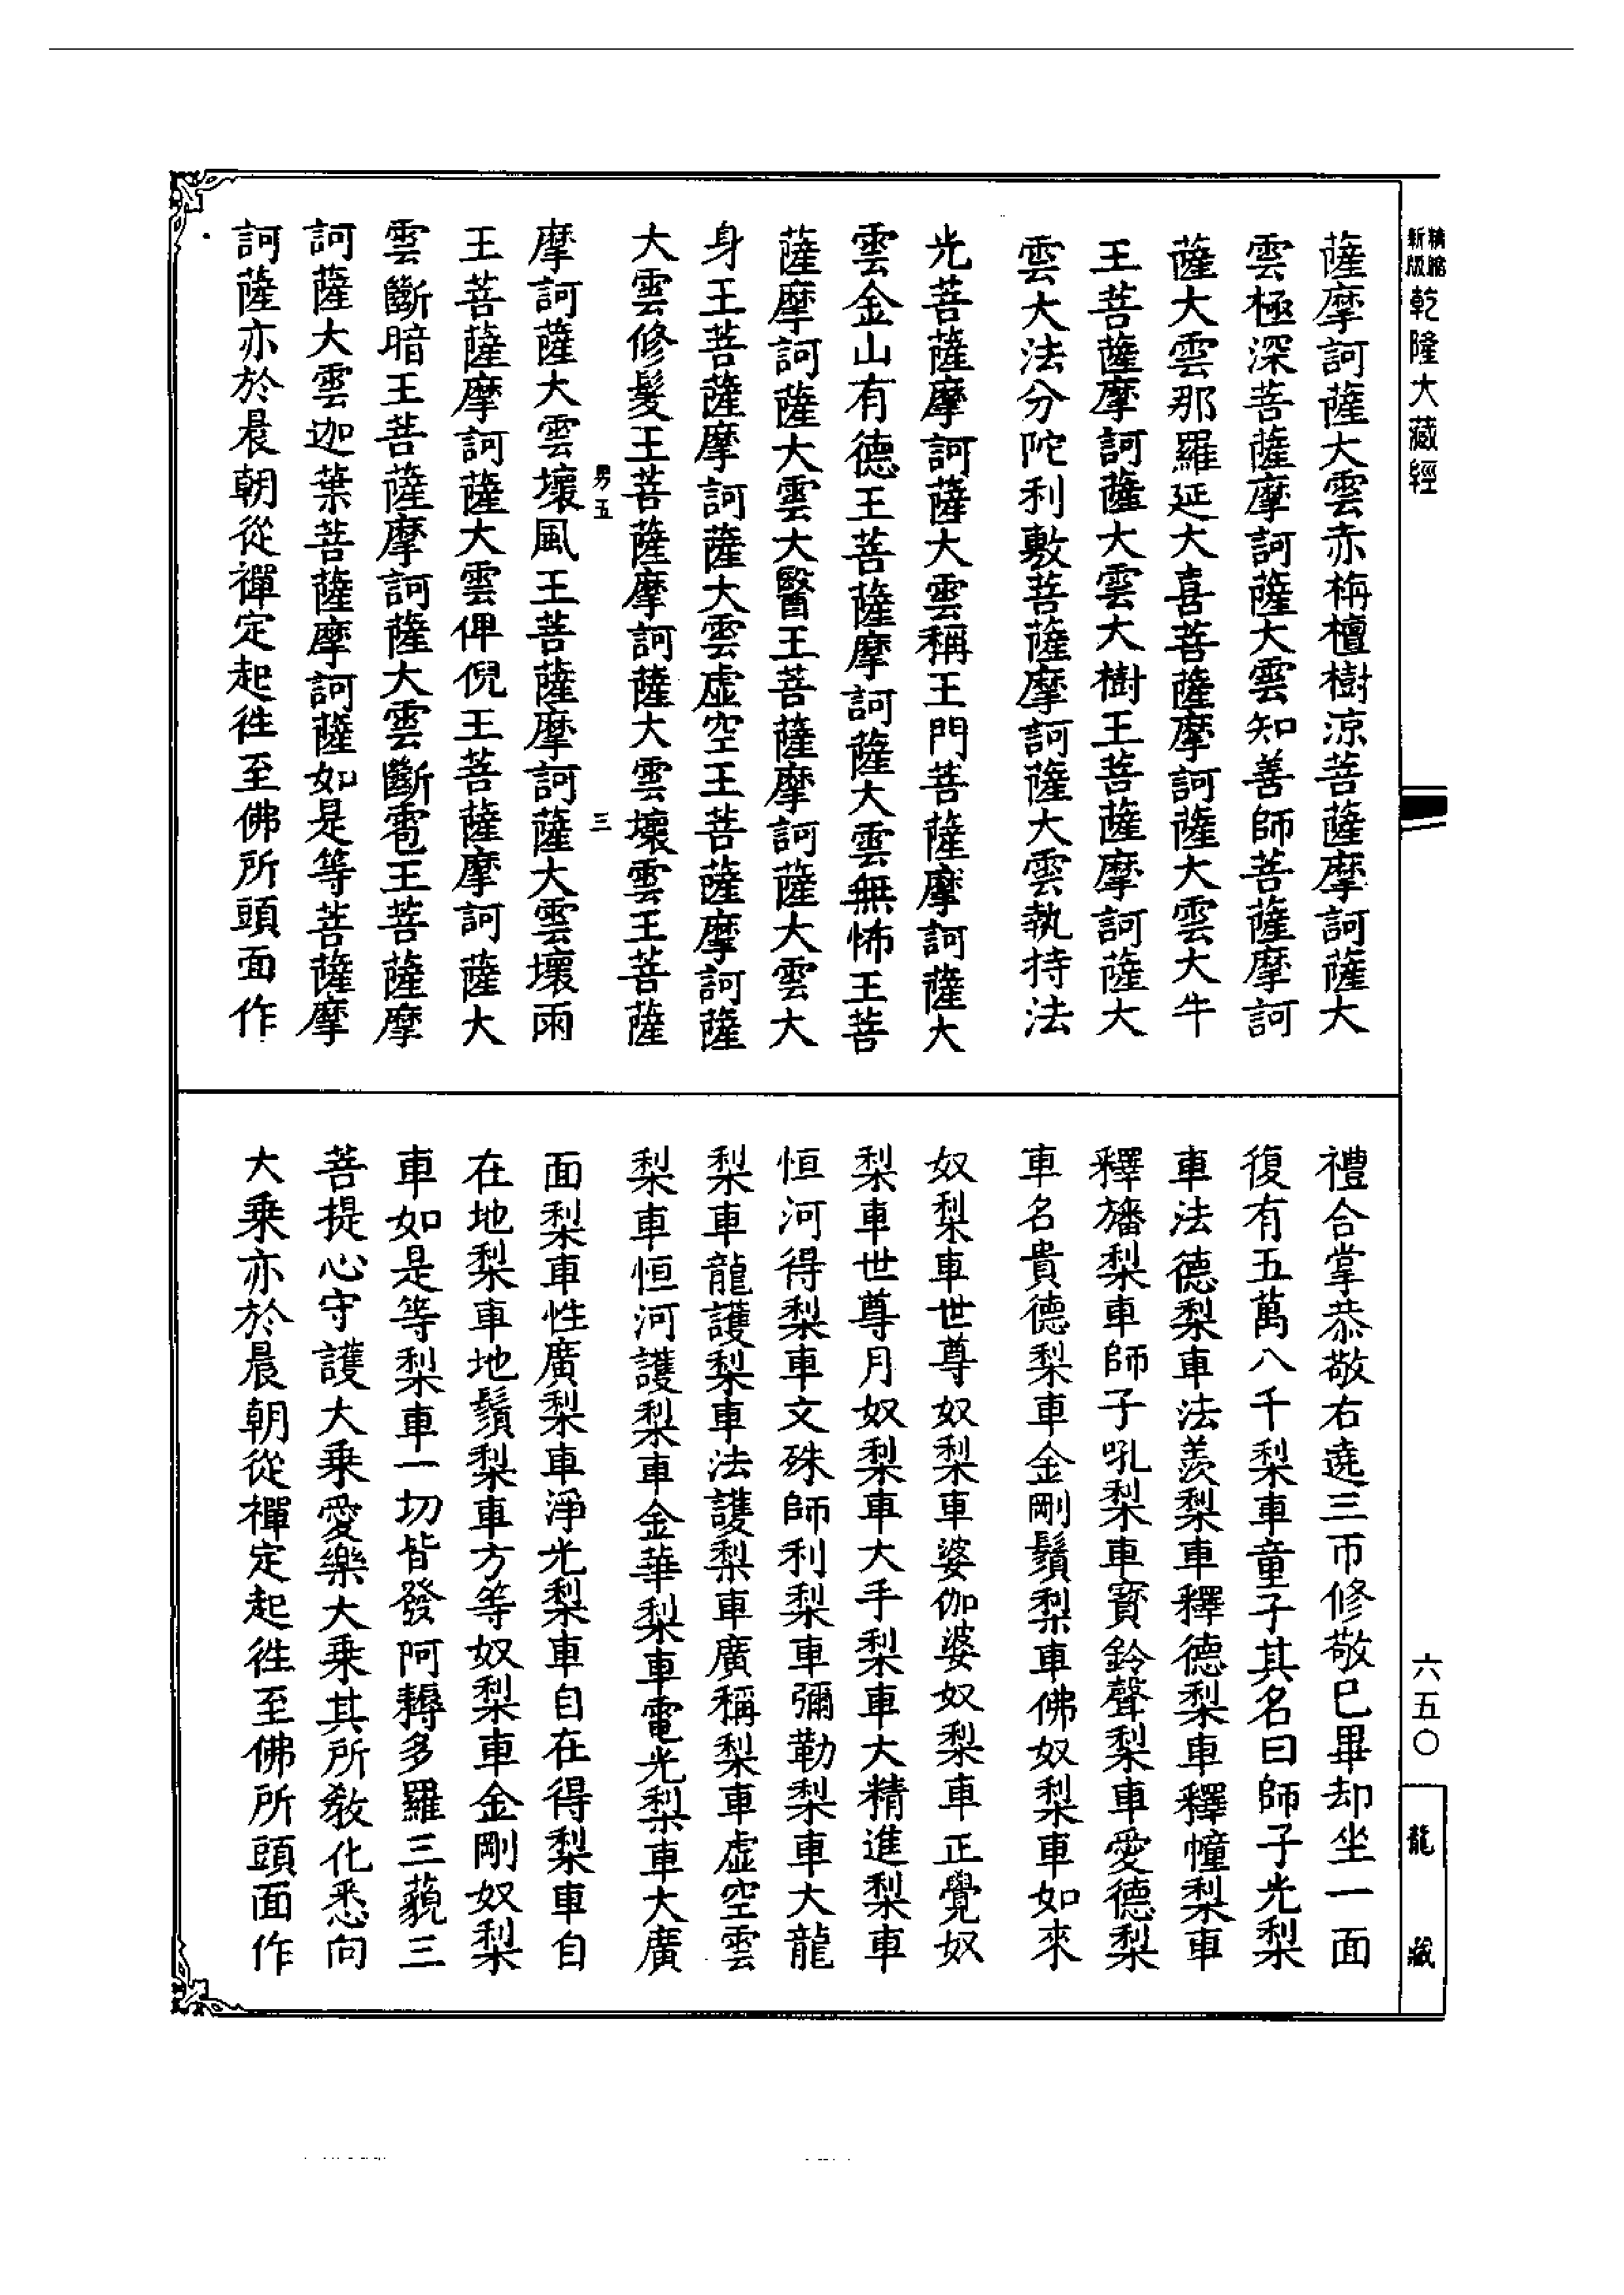 精縮
新版
乾隆大藏經
薩摩訶薩大雲赤栴檀樹涼菩薩摩訶薩大
雲極深菩薩摩訶薩大雲知善師菩薩摩訶
薩大雲那羅延大喜菩薩摩訶薩大雲大牛
王菩薩摩訶薩大雲大樹王菩薩摩訶薩大
雲大法分陀利敷菩薩摩訶薩大雲執持法
光菩薩摩訶薩大雲稱王門菩薩摩訶薩大
雲金山有德王菩薩摩訶薩大雲無怖王菩
薩摩訶薩大雲大醫王菩薩摩訶薩大雲大
身王菩薩摩訶薩大雲虛空王菩薩摩訶薩
大雲修髮王菩薩摩訶薩大雲壞雲王菩薩
男五 三
摩訶薩大雲壞風王菩薩摩訶薩大雲壞雨
王菩薩摩訶薩大雲俾倪王菩薩摩訶薩大
雲斷暗王菩薩摩訶薩大雲斷雹王菩薩摩
訶薩大雲迦葉菩薩摩訶薩如是等菩薩摩
訶薩亦於晨朝從禪定起徃至佛所頭面作
禮合掌恭敬右遶三帀修敬已畢却坐一面
復有五萬八千梨車童子其名曰師子光梨
車法德梨車法羨梨車釋德梨車釋幢梨車
釋旛梨車師子吼梨車寳鈴聲梨車愛德梨
車名貴德梨車金剛鬚梨車佛奴梨車如來
奴梨車世尊奴梨車婆伽婆奴梨車正覺奴
梨車世尊月奴梨車大手梨車大精進梨車
恒河得梨車文殊師利梨車彌勒梨車大龍
梨車龍護梨車法護梨車廣稱梨車虛空雲
梨車恒河護梨車金華梨車電光梨車大廣
面梨車性廣梨車淨光梨車自在得梨車自
在地梨車地鬚梨車方等奴梨車金剛奴梨
車如是等梨車一切皆發阿耨多羅三藐三
菩提心守護大乘愛樂大乘其所教化悉向
大乘亦於晨朝從禪定起徃至佛所頭面作
六五〇
龍藏